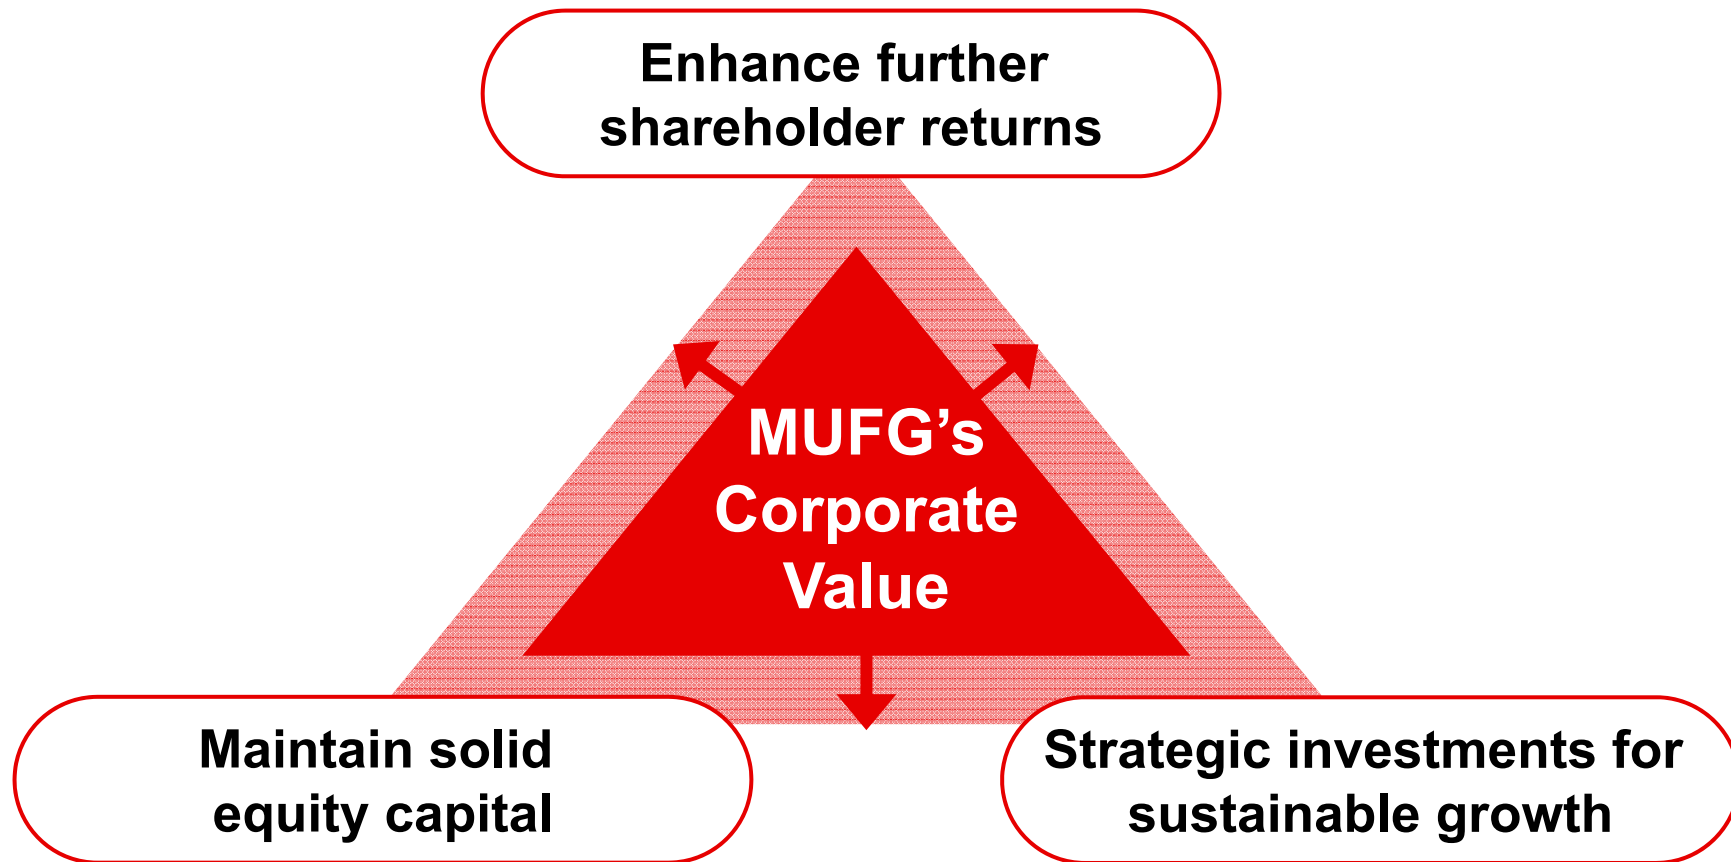 Enhance further
shareholder returns
MUFG’s
Corporate
Value
Maintain solid
equity capital
Strategic investments for
sustainable growth